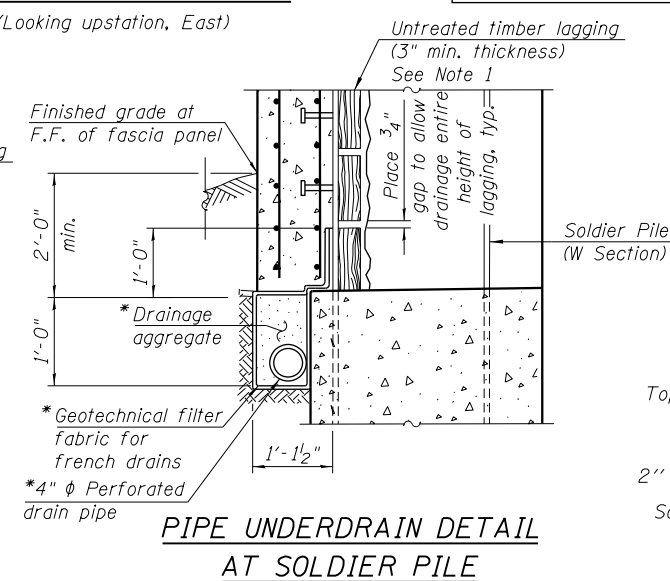 (Looking upstation, East)
Untreated timber lagging
(3" min. thickness)
See Note 1
Finished grade at
F.F. of fascia panel
g
Place 3/4"
gap to allow
drainage entire
height of
lagging, typ.
2'-0"
min.
1'-0"
Soldier Pile
(W Section)
1'-0"
* Drainage
aggregate
* Geotechnical filter
fabric for
french drains
1'-1 1/2"
*4" ϕ Perforated
drain pipe
To
2''
So
PIPE UNDERDRAIN DETAIL
AT SOLDIER PILE